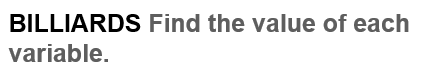 BILLIARDS Find the value of each
variable.